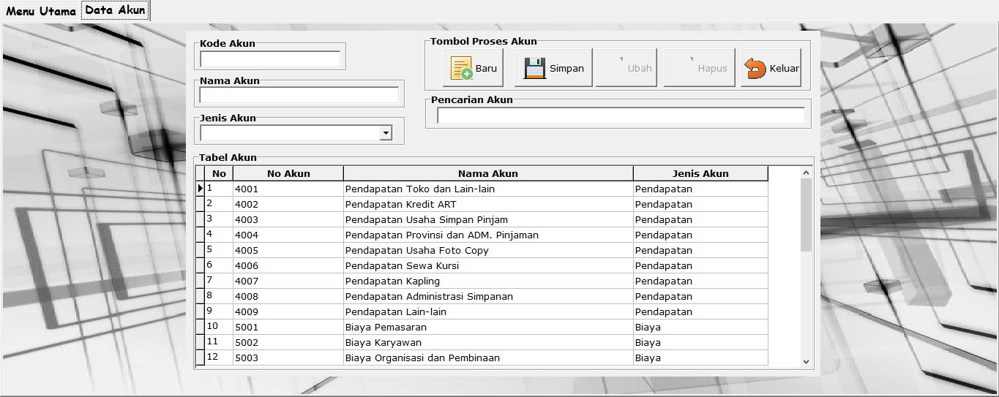 Menu Utama Data Akun
Kode Akun
Nama Akun
Jenis Akun
Tombol Proses Akun
Baru Simpan Ubah Hapus Keluar
Pencarian Akun
Tabel Akun
No No Akun Nama Akun Jenis Akun
1 4001 Pendapatan Toko dan Lain-lain Pendapatan
2 4002 Pendapatan Kredit ART Pendapatan
3 4003 Pendapatan Usaha Simpan Pinjam Pendapatan
4 4004 Pendapatan Provinsi dan ADM. Pinjaman Pendapatan
5 4005 Pendapatan Usaha Foto Copy Pendapatan
6 4006 Pendapatan Sewa Kursi Pendapatan
7 4007 Pendapatan Kapling Pendapatan
8 4008 Pendapatan Administrasi Simpanan Pendapatan
9 4009 Pendapatan Lain-lain Pendapatan
10 5001 Biaya Pemasaran Biaya
11 5002 Biaya Karyawan Biaya
12 5003 Biaya Organisasi dan Pembinaan Biaya